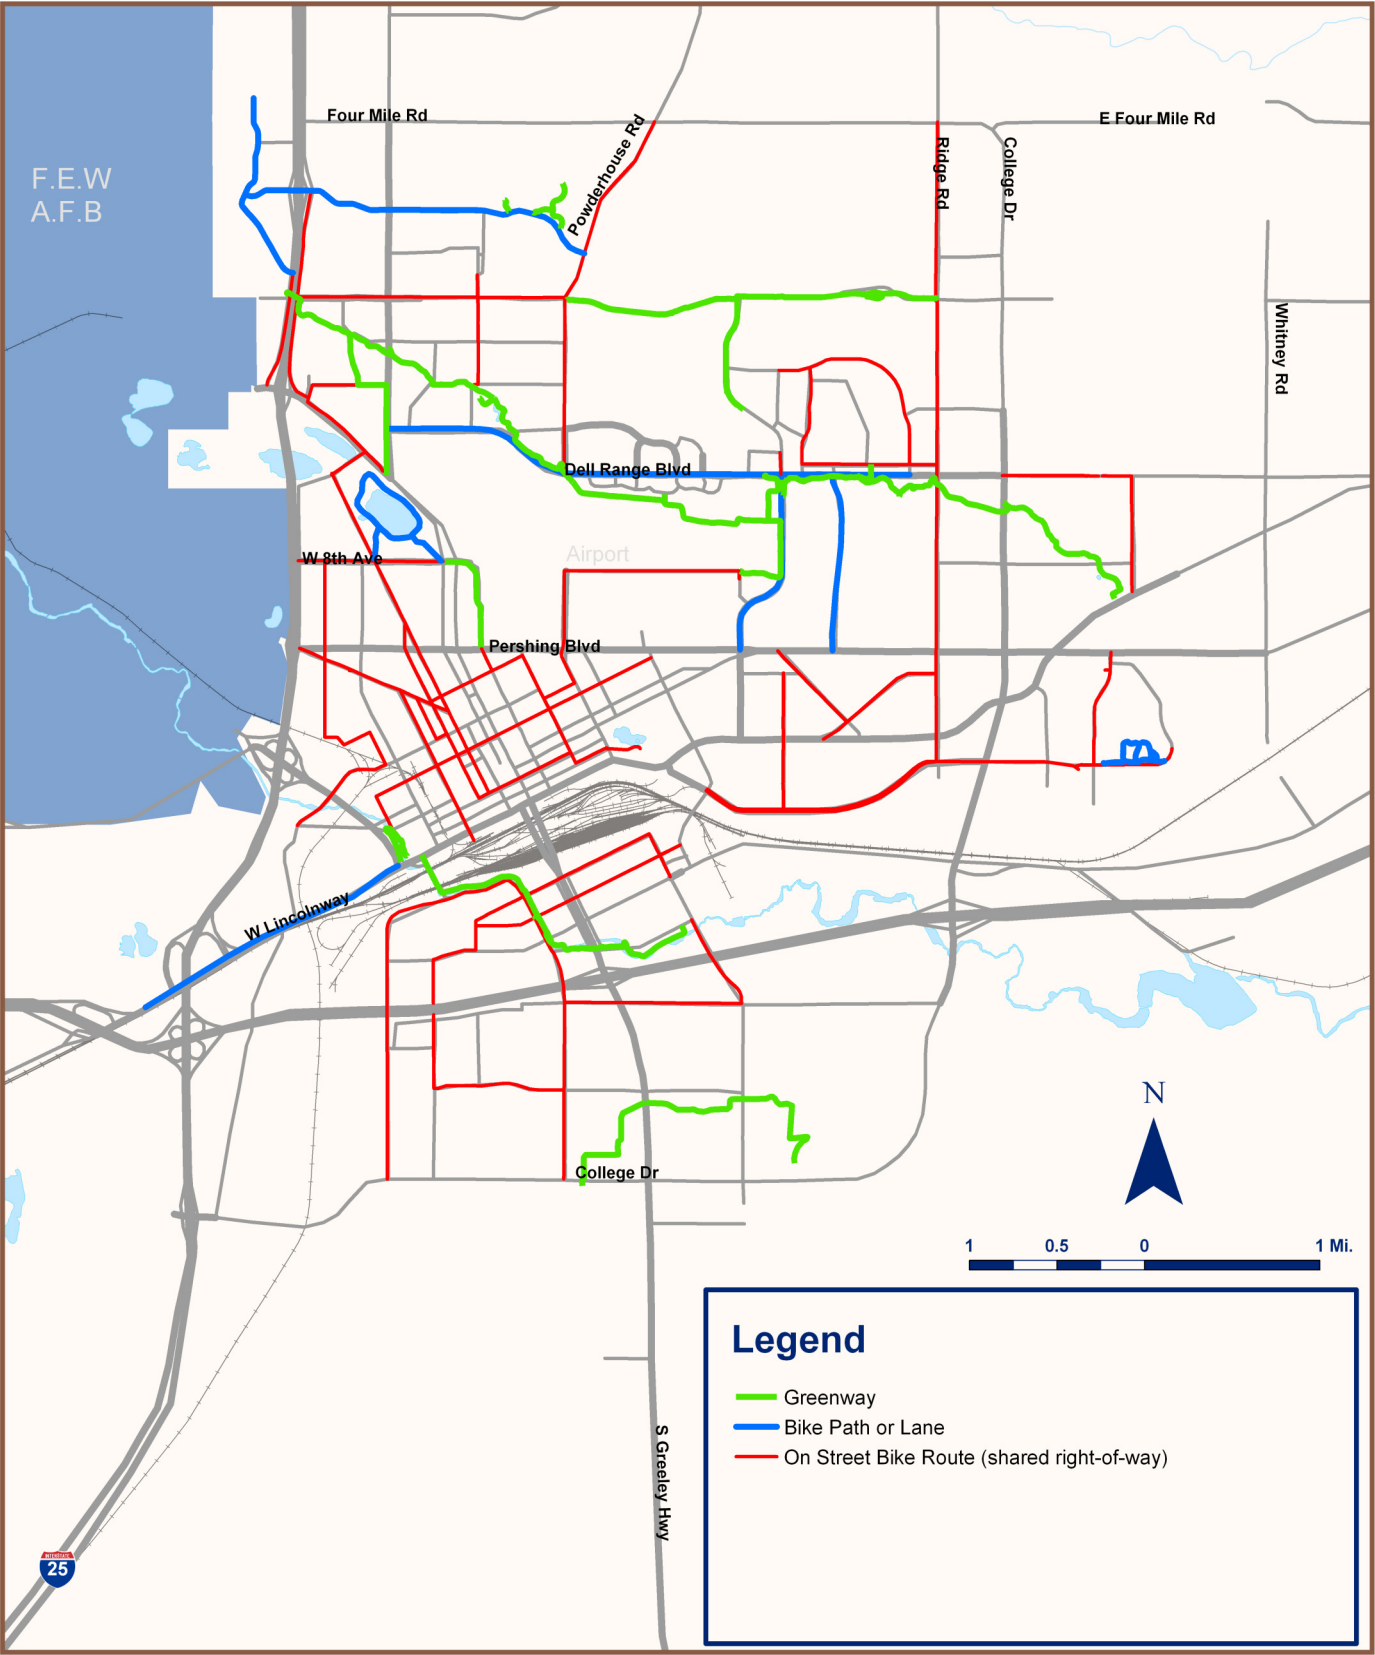 Four Mile Rd
E Four Mile Rd
Powderhouse Rd
Ridge Rd
College Dr
F.E.W
A.F.B
Whitney Rd
Dell Range Blvd
Airport
W 8th Ave
Pershing Blvd
W Lincolnway
N
College Dr
1 0.5 0 1 Mi.
Legend
Greenway
Bike Path or Lane
On Street Bike Route (shared right-of-way)
S Greeley Hwy
INTERSTATE
25